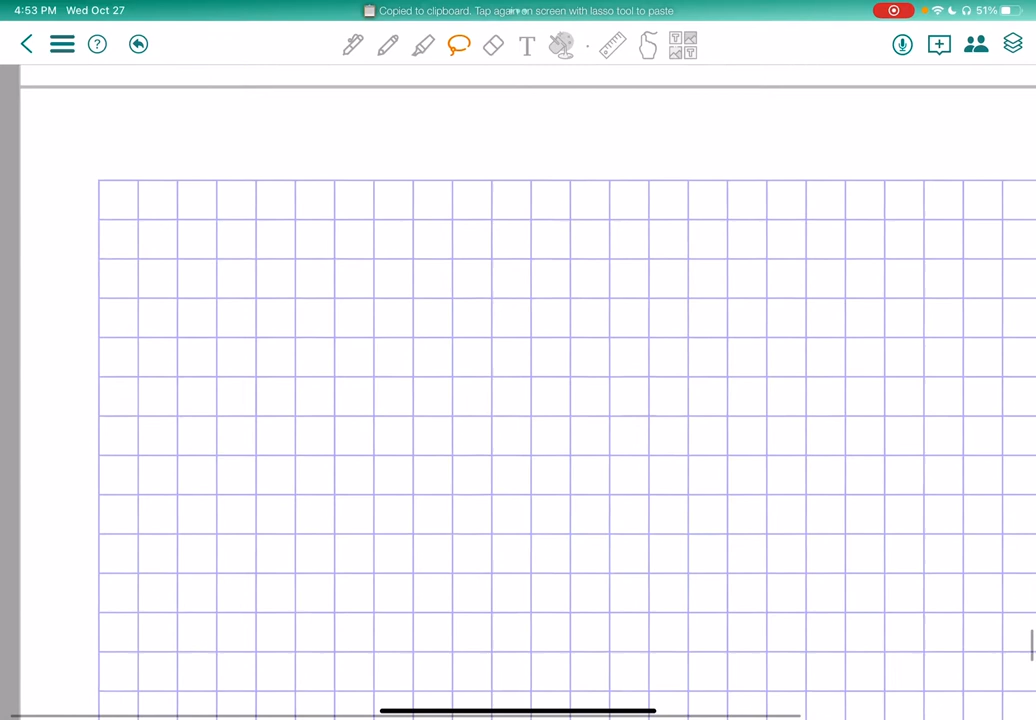 4:53 PM Wed Oct 27
Copied to clipboard. Tap again on screen with lasso tool to paste
51%
?
T
T
T